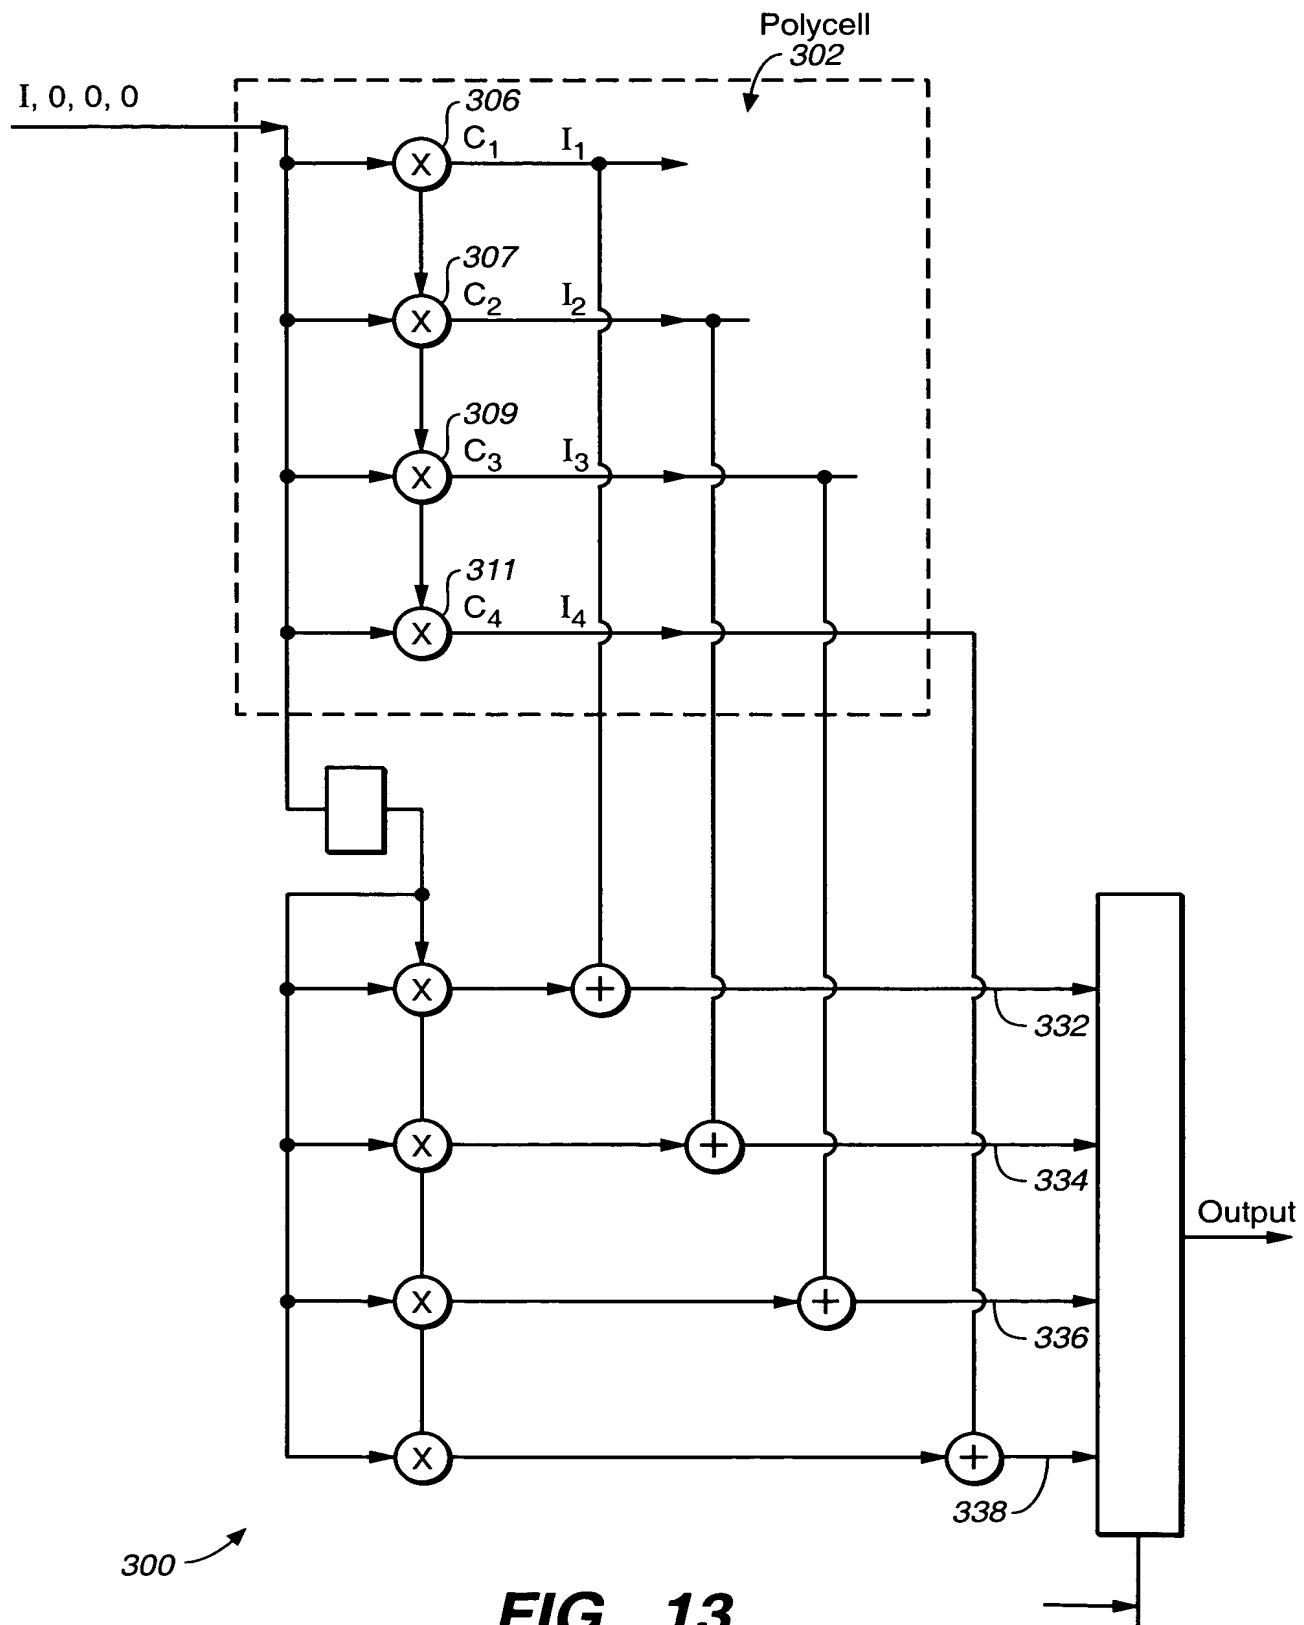 Polycell
302
I, 0, 0, 0
306
C1 I1
X
307
C2 I2
X
309
C3 I3
X
311
C4 I4
X
X
+
332
X
+
334
Output
X
+
336
X
+
338
300
FIG._13